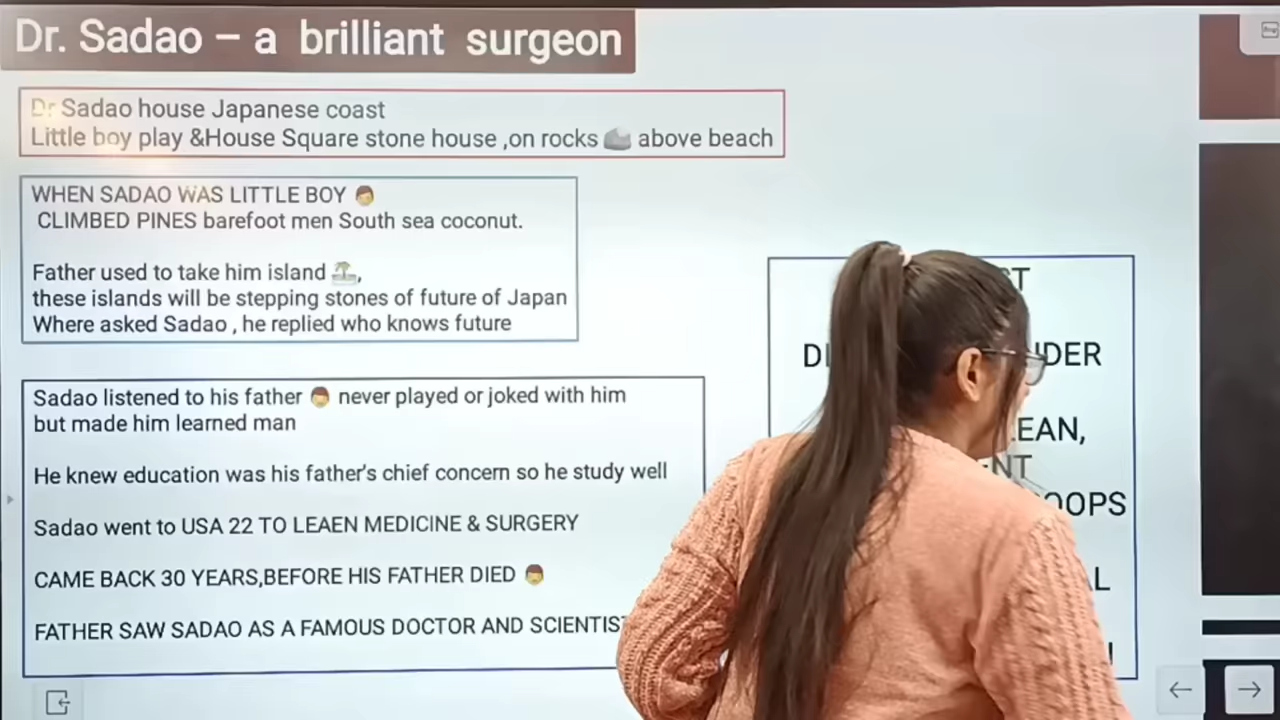 Dr. Sadao – a brilliant surgeon
Dr Sadao house Japanese coast
Little boy play &House Square stone house ,on rocks above beach
WHEN SADAO WAS LITTLE BOY
CLIMBED PINES barefoot men South sea coconut.
Father used to take him island ,
these islands will be stepping stones of future of Japan
Where asked Sadao , he replied who knows future
Sadao listened to his father never played or joked with him
but made him learned man
He knew education was his father's chief concern so he study well
Sadao went to USA 22 TO LEAEN MEDICINE & SURGERY
CAME BACK 30 YEARS,BEFORE HIS FATHER DIED
FATHER SAW SADAO AS A FAMOUS DOCTOR AND